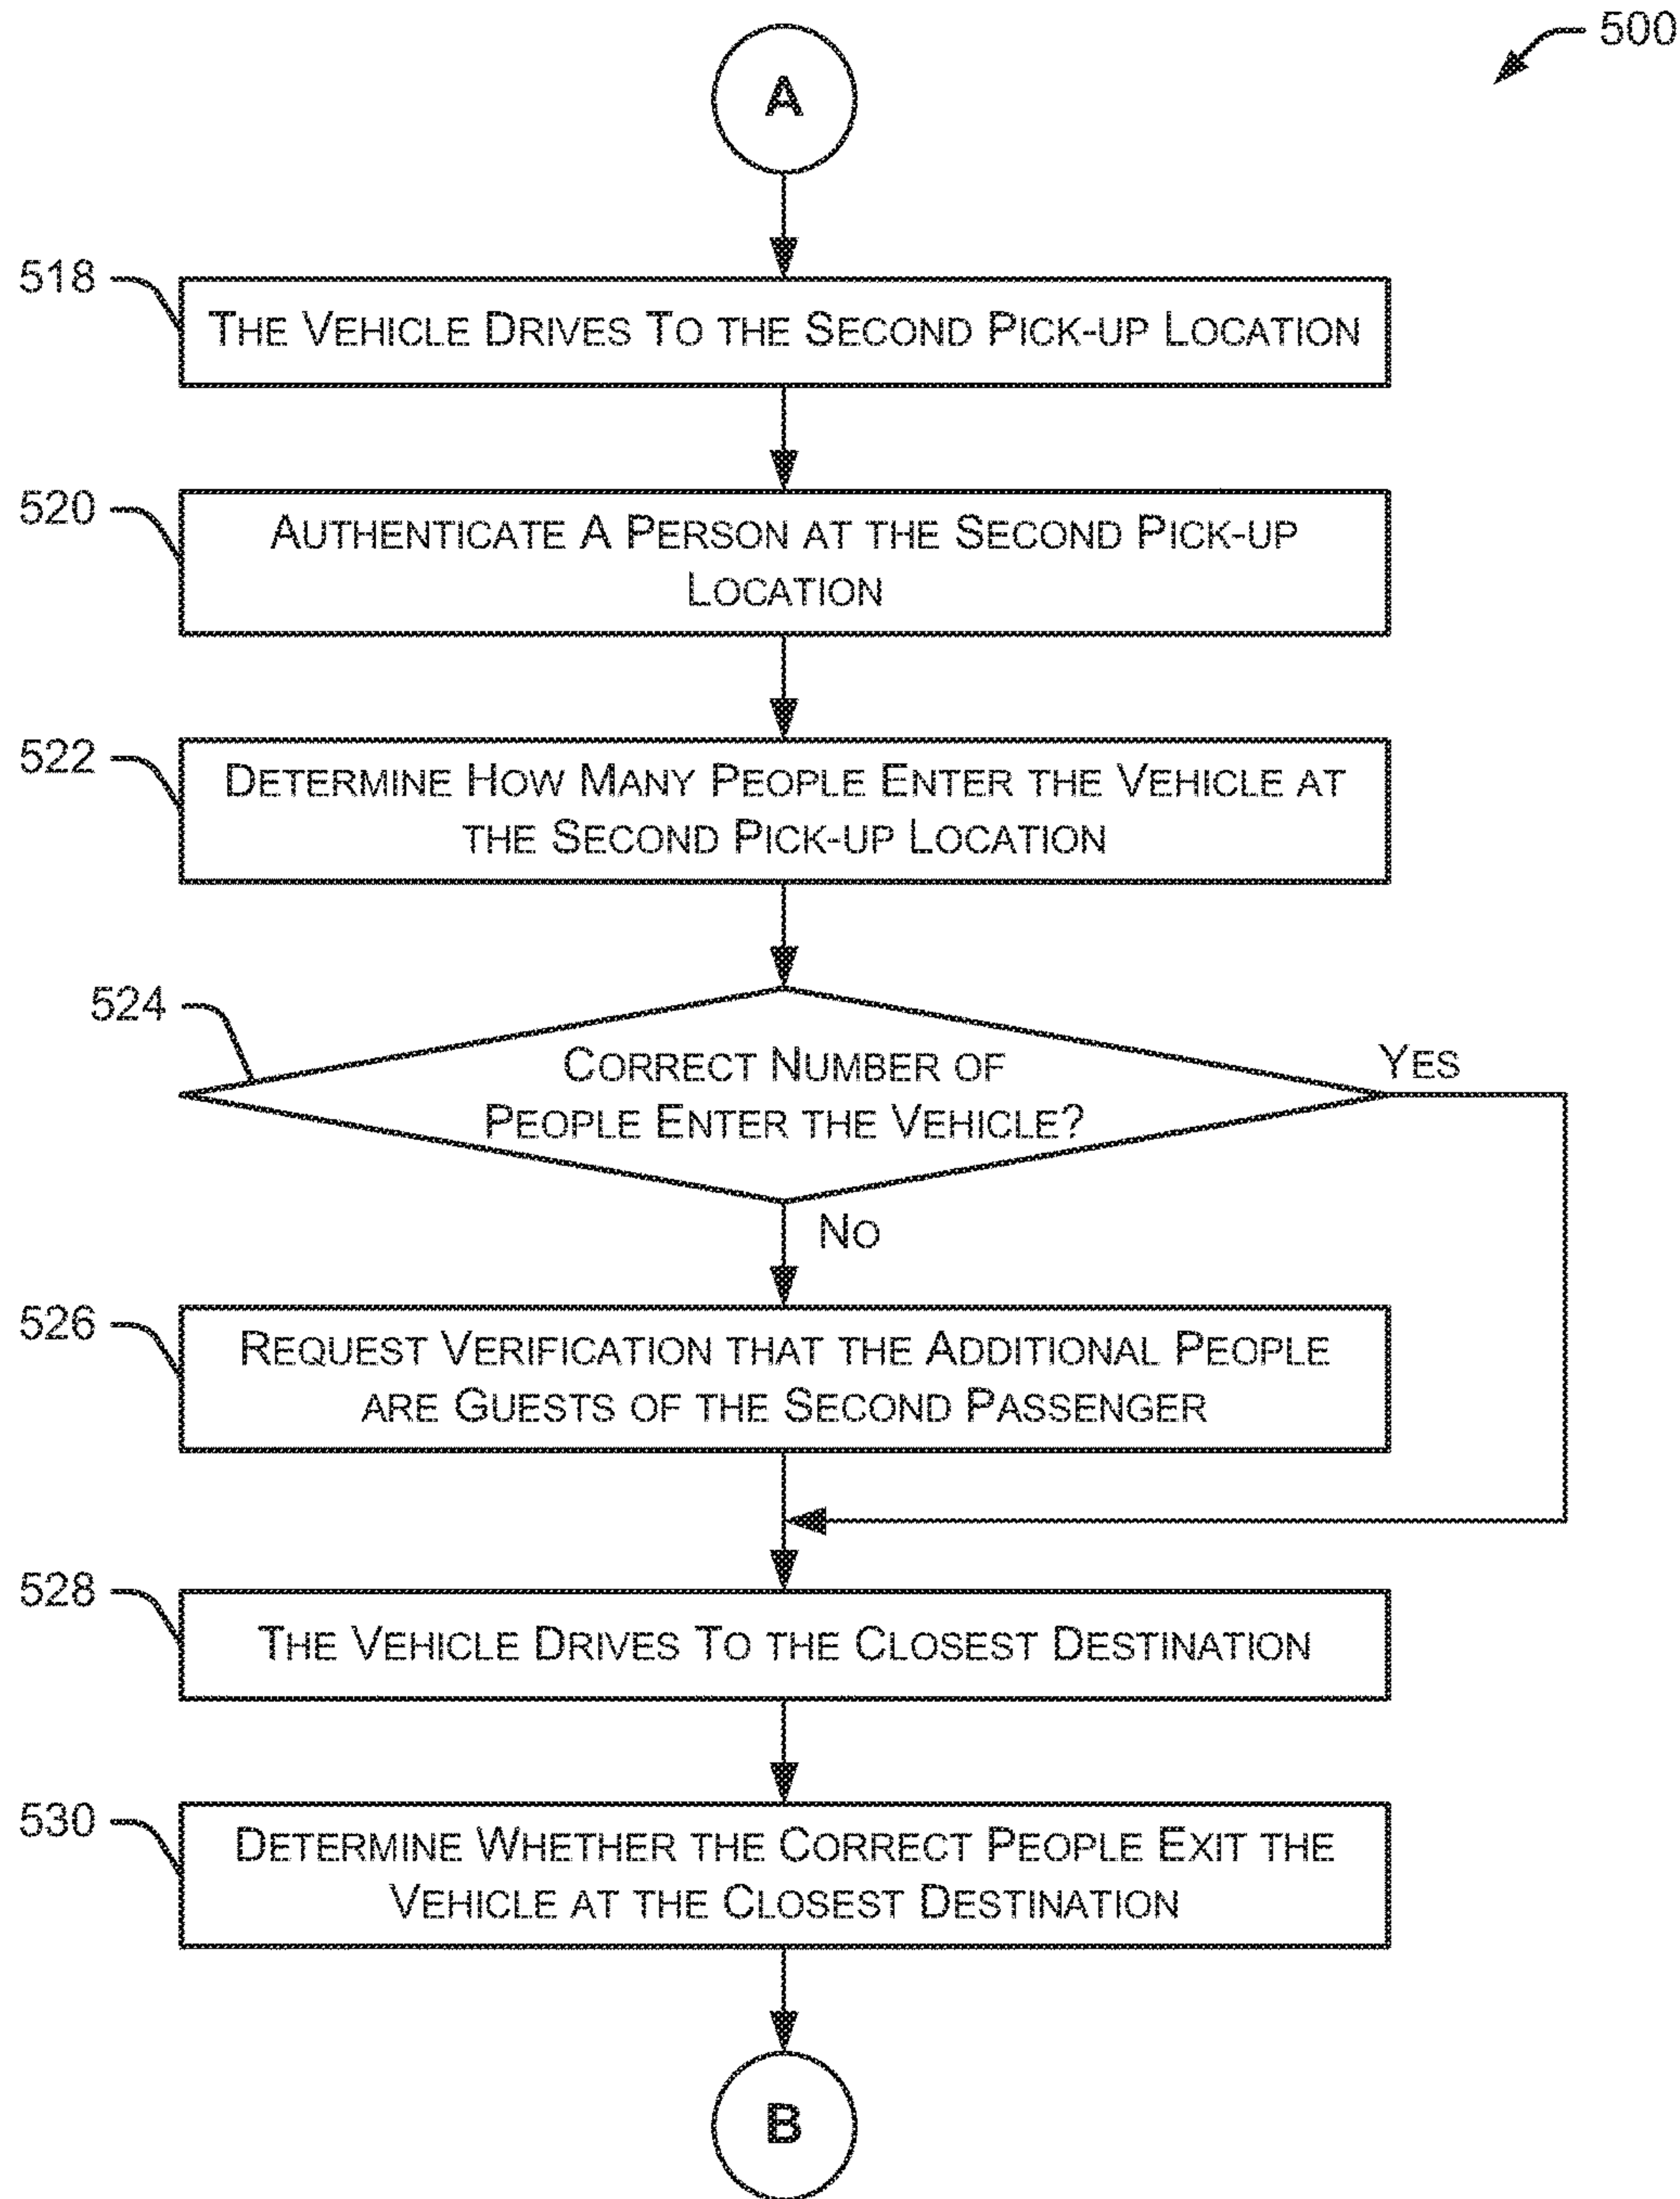 500
A
518
THE VEHICLE DRIVES TO THE SECOND PICK-UP LOCATION
520
AUTHENTICATE A PERSON AT THE SECOND PICK-UP
LOCATION
522
DETERMINE HOW MANY PEOPLE ENTER THE VEHICLE AT
THE SECOND PICK-UP LOCATION
524
CORRECT NUMBER OF
PEOPLE ENTER THE VEHICLE?
YES
NO
526
REQUEST VERIFICATION THAT THE ADDITIONAL PEOPLE
ARE GUESTS OF THE SECOND PASSENGER
528
THE VEHICLE DRIVES TO THE CLOSEST DESTINATION
530
DETERMINE WHETHER THE CORRECT PEOPLE EXIT THE
VEHICLE AT THE CLOSEST DESTINATION
B